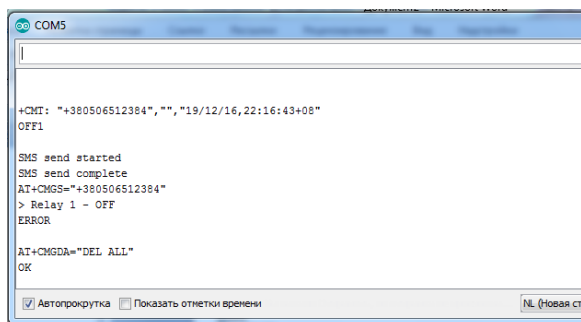 COM5
+CMT: "+380506512384","","19/12/16,22:16:43+08"
OFF1
SMS send started
SMS send complete
AT+CMGS="+380506512384"
> Relay 1 - OFF
ERROR
AT+CMGDA="DEL ALL"
OK
Автопрокрутка Показать отметки времени NL (Новая ст